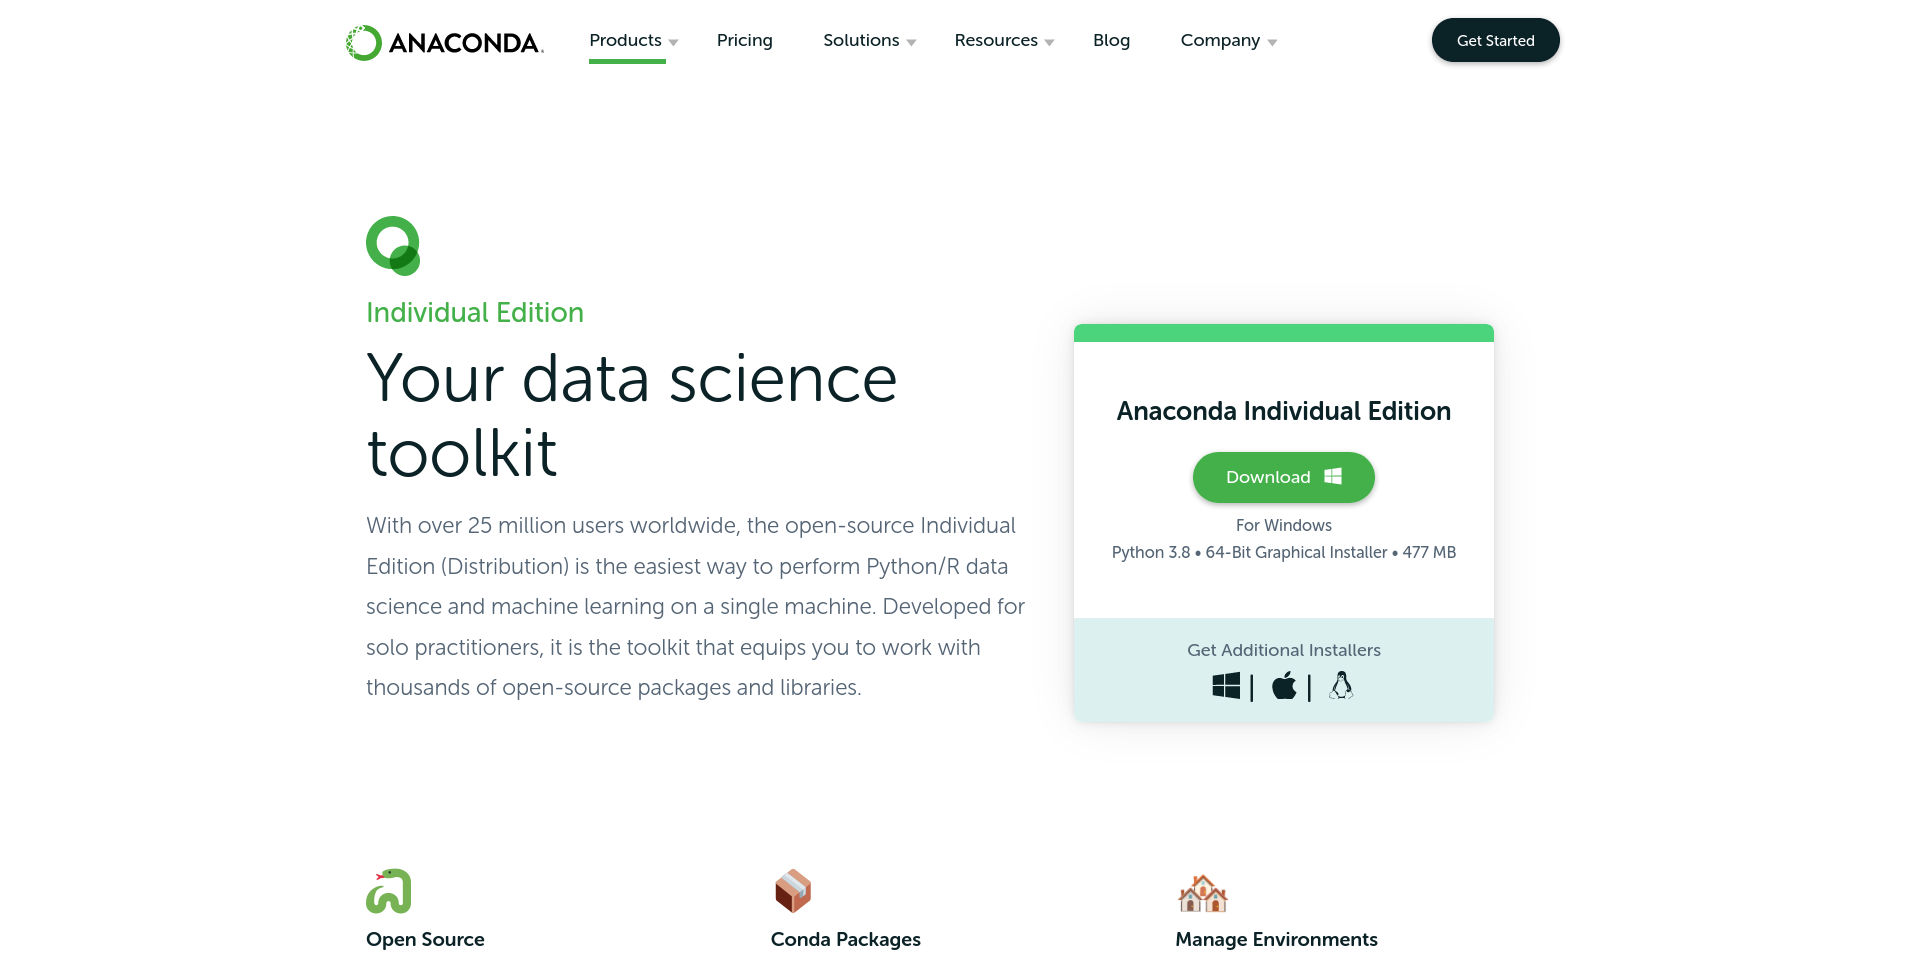 ANACONDA.
Products
Pricing
Solutions
Resources
Blog
Company
Get Started
Individual Edition
Your data science
toolkit
With over 25 million users worldwide, the open-source Individual
Edition (Distribution) is the easiest way to perform Python/R data
science and machine learning on a single machine. Developed for
solo practitioners, it is the toolkit that equips you to work with
thousands of open-source packages and libraries.
Anaconda Individual Edition
Download
For Windows
Python 3.8 • 64-Bit Graphical Installer • 477 MB
Get Additional Installers
| |
Open Source
Conda Packages
Manage Environments